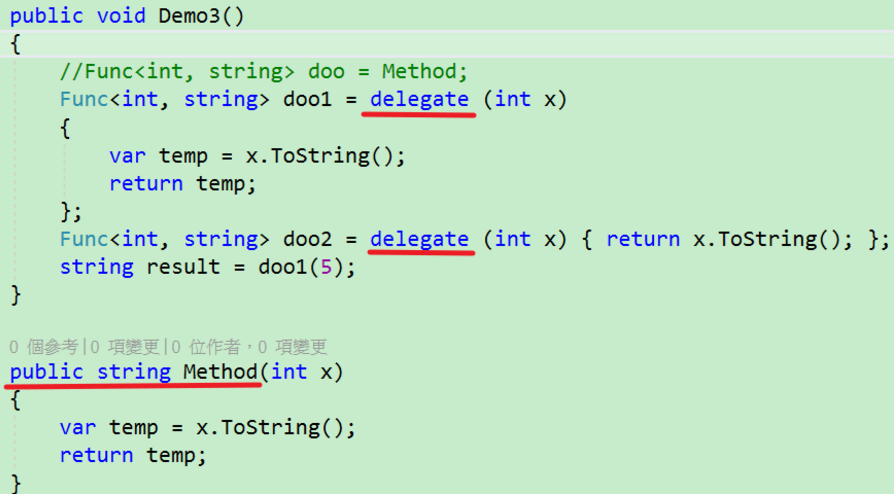 public void Demo3()
{
//Func<int, string> doo = Method;
Func<int, string> doo1 = delegate (int x)
{
var temp = x.ToString();
return temp;
};
Func<int, string> doo2 = delegate (int x) { return x.ToString(); };
string result = doo1(5);
}
0 個參考|0 項變更|0 位作者，0 項變更
public string Method(int x)
{
var temp = x.ToString();
return temp;
}